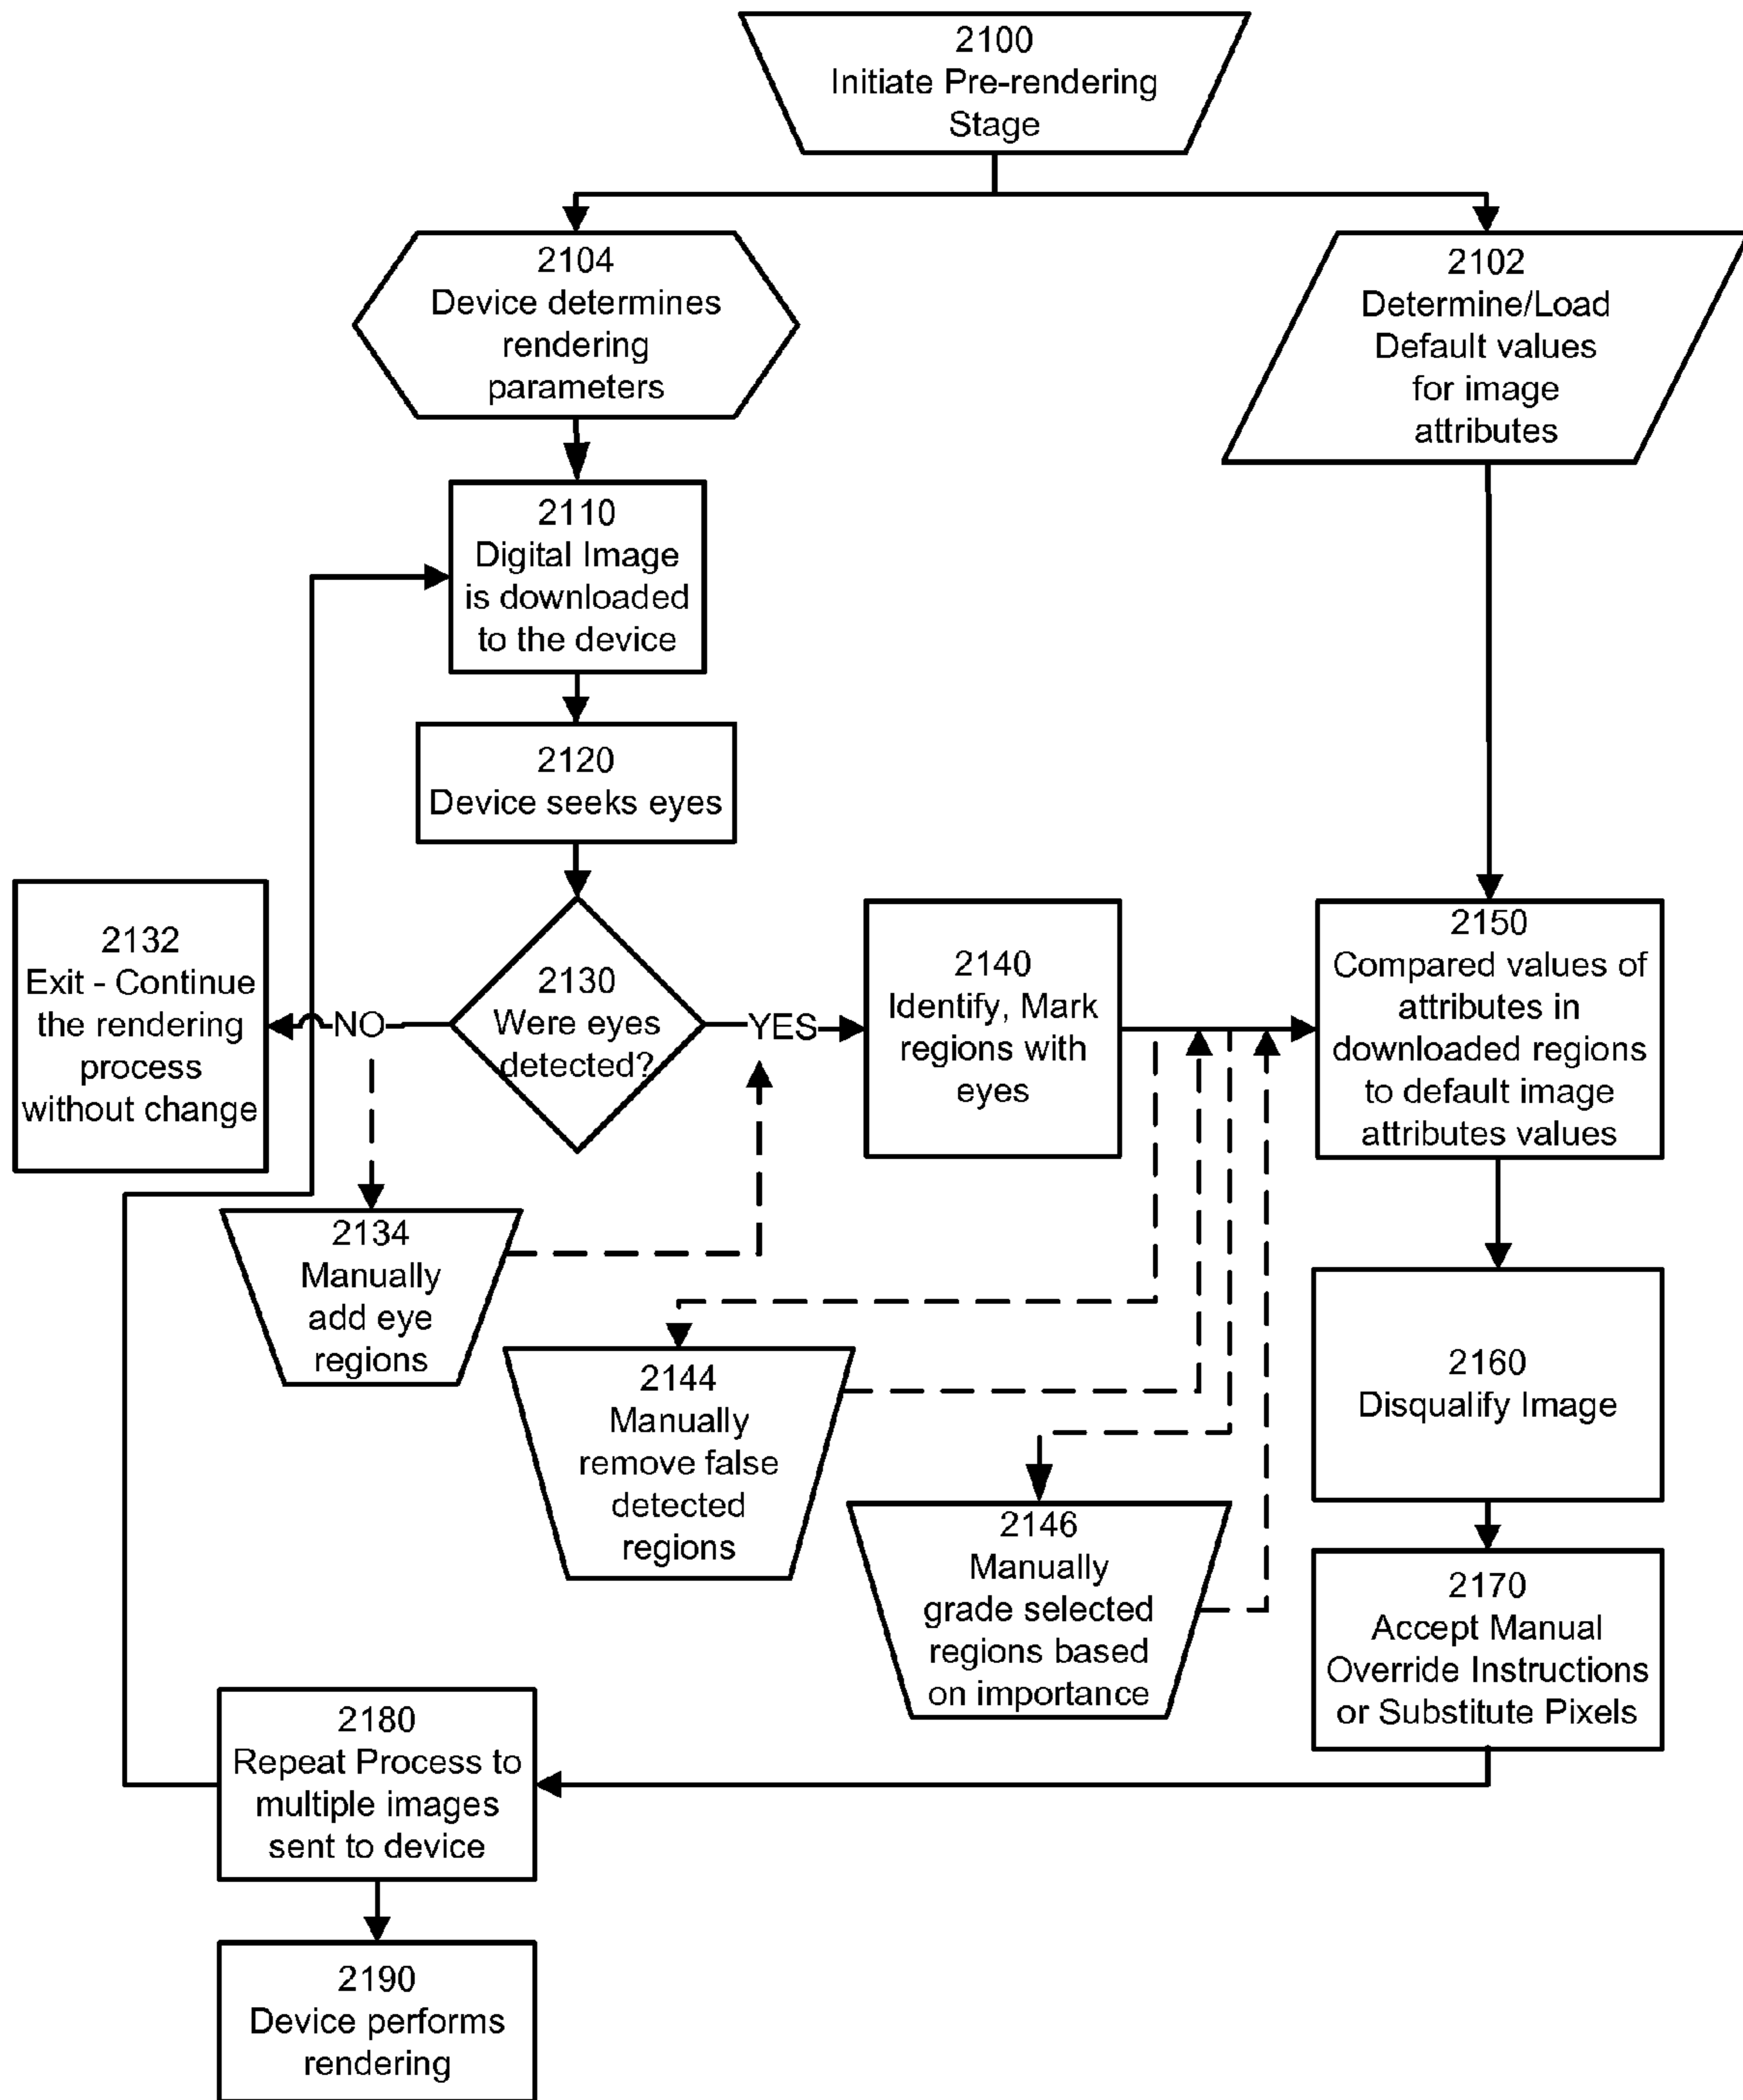 2100
Initiate Pre-rendering
Stage
2104
Device determines
rendering
parameters
2102
Determine/Load
Default values
for image
attributes
2110
Digital Image
is downloaded
to the device
2120
Device seeks eyes
2132
Exit - Continue
the rendering
process
without change
NO
2130
Were eyes
detected?
YES
2140
Identify, Mark
regions with
eyes
2150
Compared values of
attributes in
downloaded regions
to default image
attributes values
2134
Manually
add eye
regions
2144
Manually
remove false
detected
regions
2146
Manually
grade selected
regions based
on importance
2160
Disqualify Image
2170
Accept Manual
Override Instructions
or Substitute Pixels
2180
Repeat Process to
multiple images
sent to device
2190
Device performs
rendering